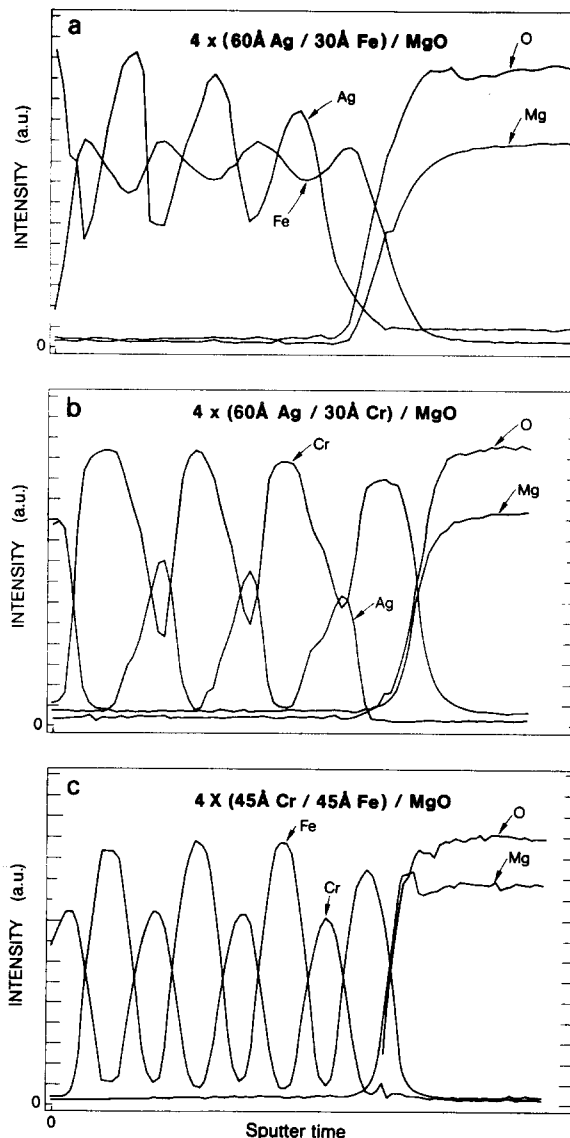 a
4 x (60Å Ag / 30Å Fe) / MgO
O
Ag
Mg
Fe
INTENSITY (a.u.)
0
b
4 x (60Å Ag / 30Å Cr) / MgO
O
Cr
Mg
Ag
INTENSITY (a.u.)
0
c
4 X (45Å Cr / 45Å Fe) / MgO
O
Fe
Mg
Cr
INTENSITY (a.u.)
0
0
Sputter time